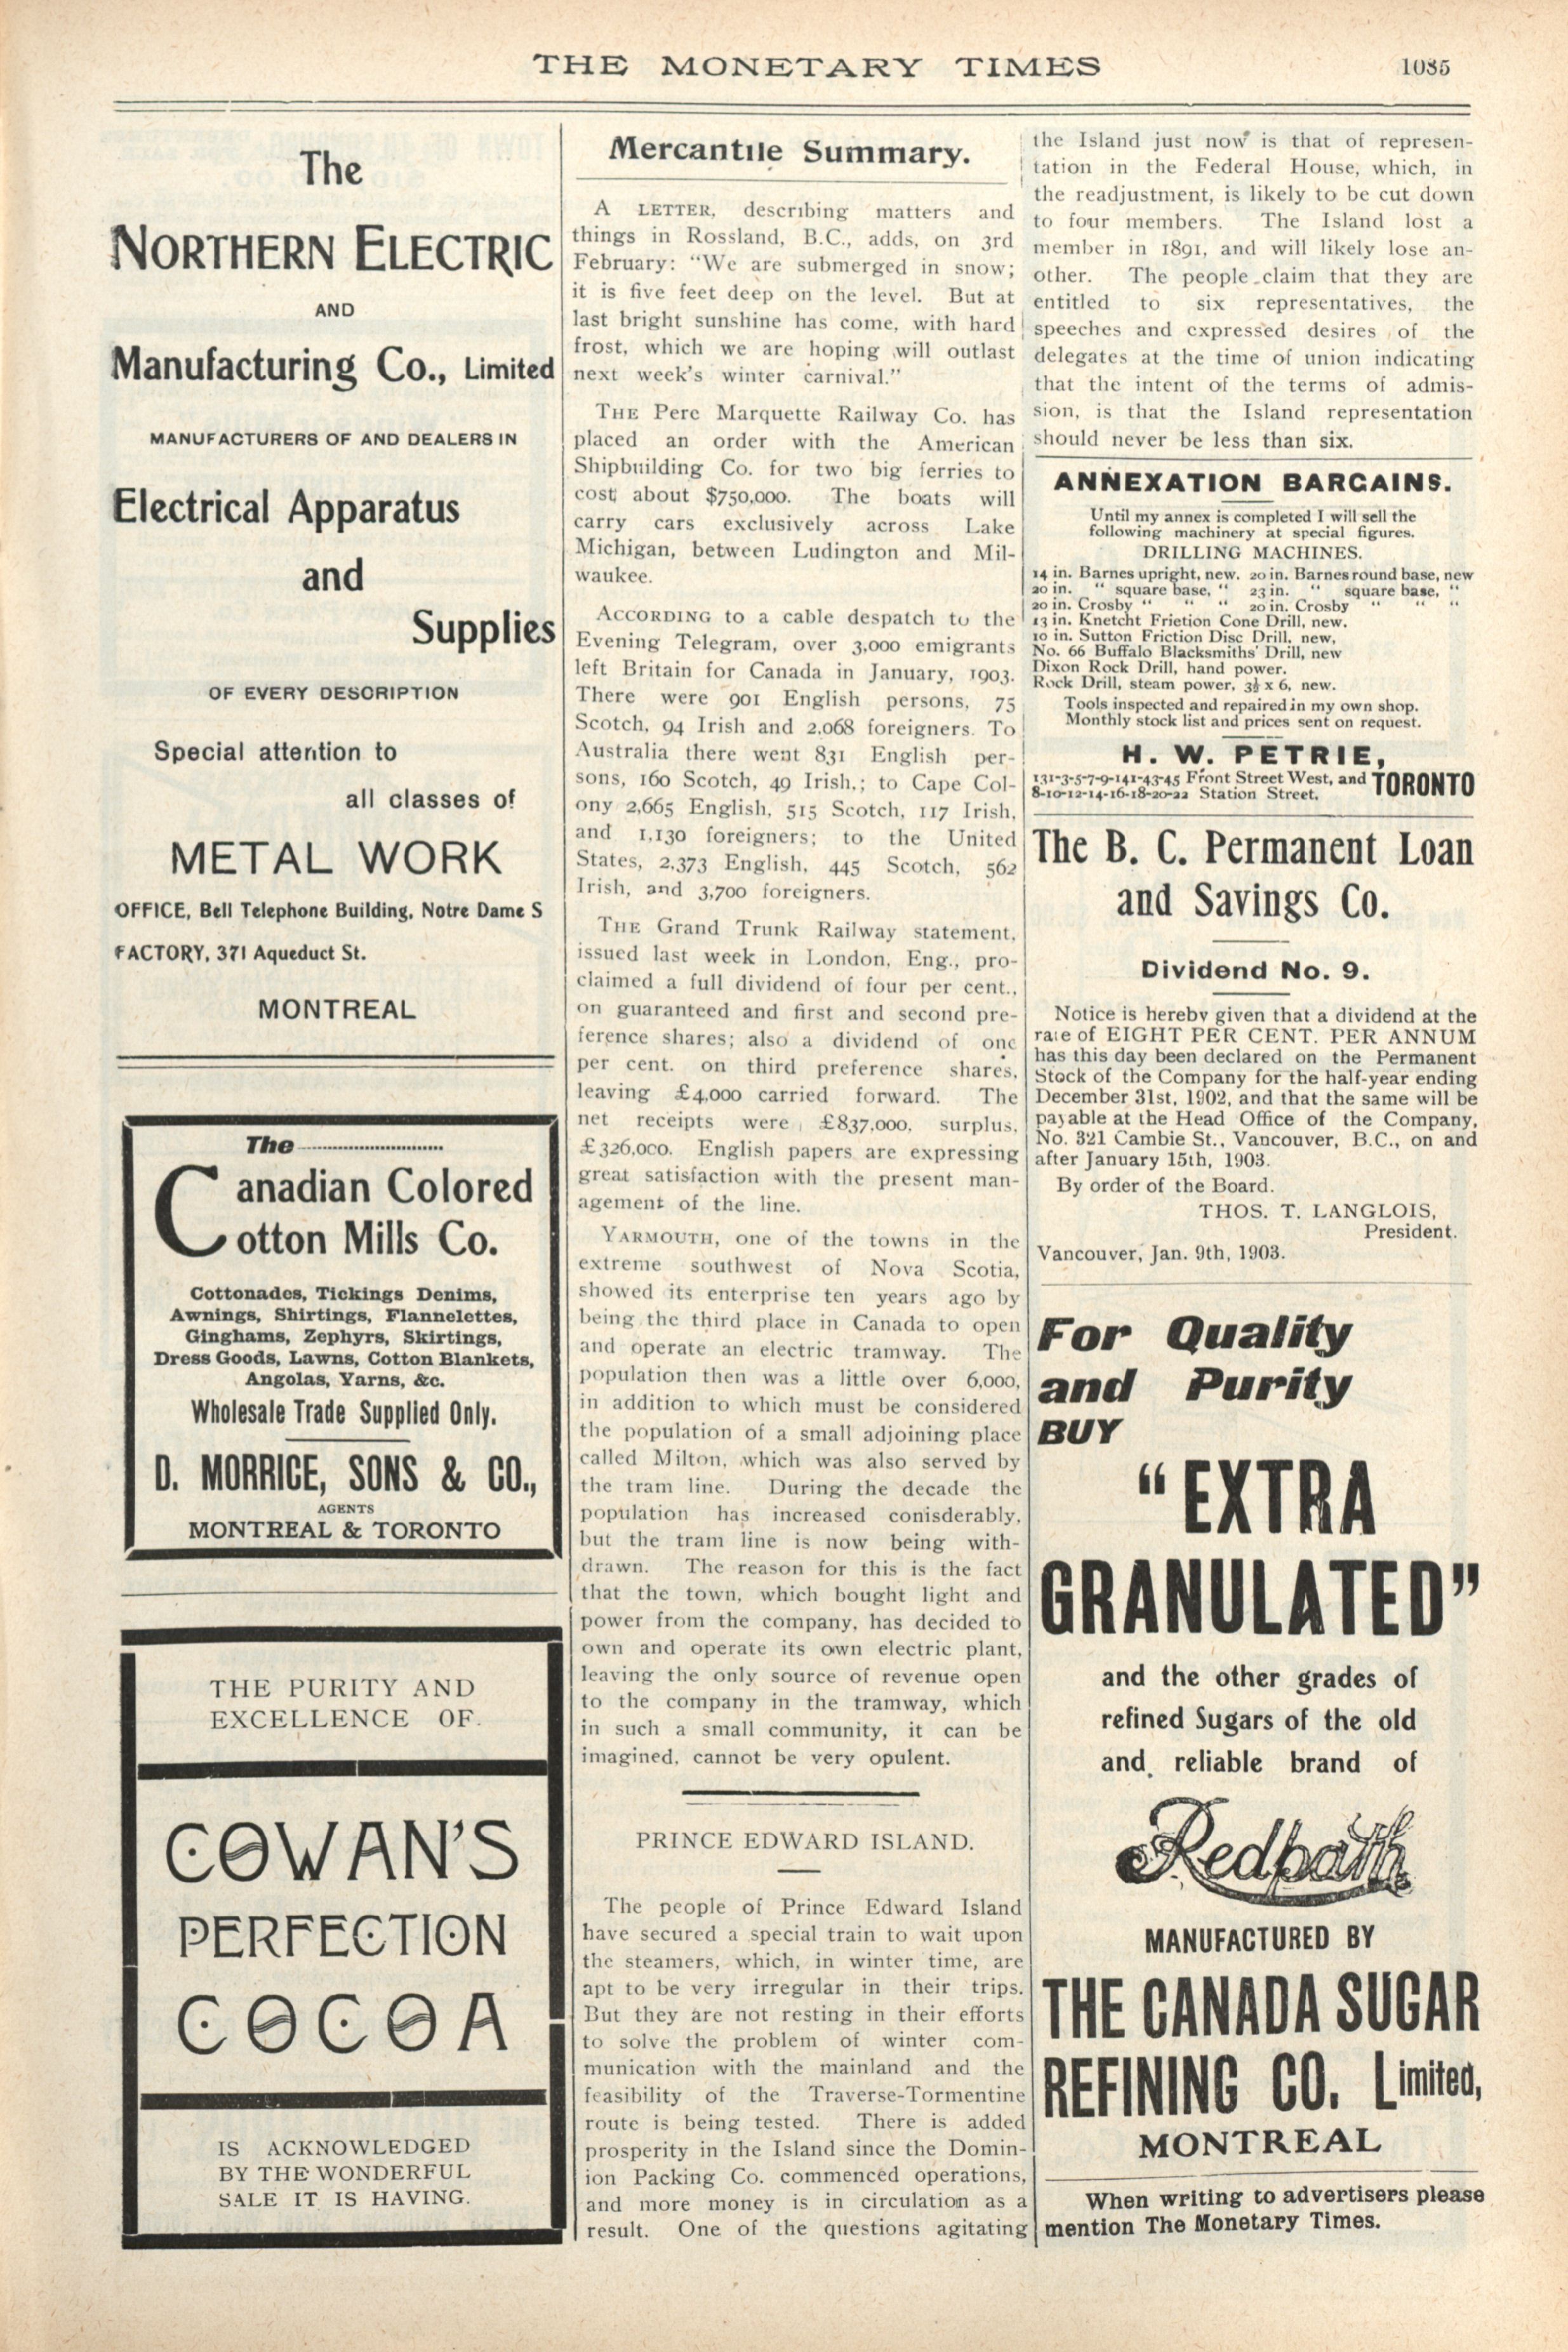 THE MONETARY TIMES 1085
The
NORTHERN ELECTRIC
AND
Manufacturing Co., Limited
MANUFACTURERS OF AND DEALERS IN
Electrical Apparatus
and
Supplies
OF EVERY DESCRIPTION
Special attention to
all classes of
METAL WORK
OFFICE, Bell Telephone Building, Notre Dame S
FACTORY, 371 Aqueduct St.
MONTREAL
The
Canadian Colored
Cotton Mills Co.
Cottonades, Tickings Denims,
Awnings, Shirtings, Flannelettes,
Ginghams, Zephyrs, Skirtings,
Dress Goods, Lawns, Cotton Blankets,
Angolas, Yarns, &c.
Wholesale Trade Supplied Only.
D. MORRICE, SONS & CO.,
AGENTS
MONTREAL & TORONTO
THE PURITY AND
EXCELLENCE OF
COWAN'S
PERFECTION
COCOA
IS ACKNOWLEDGED
BY THE WONDERFUL
SALE IT IS HAVING.
Mercantile Summary.
A LETTER, describing matters and
things in Rossland, B.C., adds, on 3rd
February: "We are submerged in snow;
it is five feet deep on the level. But at
last bright sunshine has come, with hard
frost, which we are hoping will outlast
next week's winter carnival."
THE Pere Marquette Railway Co. has
placed an order with the American
Shipbuilding Co. for two big ferries to
cost about $750,000. The boats will
carry cars exclusively across Lake
Michigan, between Ludington and Mil-
waukee.
ACCORDING to a cable despatch to the
Evening Telegram, over 3,000 emigrants
left Britain for Canada in January, 1903.
There were 901 English persons, 75
Scotch, 94 Irish and 2,068 foreigners. To
Australia there went 831 English per-
sons, 160 Scotch, 49 Irish,; to Cape Col-
ony 2,665 English, 515 Scotch, 117 Irish,
and 1,130 foreigners; to the United
States, 2,373 English, 445 Scotch, 562
Irish, and 3,700 foreigners.
THE Grand Trunk Railway statement,
issued last week in London, Eng., pro-
claimed a full dividend of four per cent.,
on guaranteed and first and second pre-
ference shares; also a dividend of one
per cent. on third preference shares,
leaving £4,000 carried forward. The
net receipts were £837,000, surplus,
£326,000. English papers are expressing
great satisfaction with the present man-
agement of the line.
YARMOUTH, one of the towns in the
extreme southwest of Nova Scotia,
showed its enterprise ten years ago by
being the third place in Canada to open
and operate an electric tramway. The
population then was a little over 6,000,
in addition to which must be considered
the population of a small adjoining place
called Milton, which was also served by
the tram line. During the decade the
population has increased conisderably,
but the tram line is now being with-
drawn. The reason for this is the fact
that the town, which bought light and
power from the company, has decided to
own and operate its own electric plant,
leaving the only source of revenue open
to the company in the tramway, which
in such a small community, it can be
imagined, cannot be very opulent.
PRINCE EDWARD ISLAND.
The people of Prince Edward Island
have secured a special train to wait upon
the steamers, which, in winter time, are
apt to be very irregular in their trips.
But they are not resting in their efforts
to solve the problem of winter com-
munication with the mainland and the
feasibility of the Traverse-Tormentine
route is being tested. There is added
prosperity in the Island since the Domin-
ion Packing Co. commenced operations,
and more money is in circulation as a
result. One of the questions agitating
the Island just now is that of represen-
tation in the Federal House, which, in
the readjustment, is likely to be cut down
to four members. The Island lost a
member in 1891, and will likely lose an-
other. The people claim that they are
entitled to six representatives, the
speeches and expressed desires of the
delegates at the time of union indicating
that the intent of the terms of admis-
sion, is that the Island representation
should never be less than six.
ANNEXATION BARGAINS.
Until my annex is completed I will sell the
following machinery at special figures.
DRILLING MACHINES.
14 in. Barnes upright, new. 20 in. Barnes round base, new
20 in. " square base, " 23 in. " square base, "
20 in. Crosby " " " 20 in. Crosby " " "
13 in. Knetcht Frietion Cone Drill, new.
10 in. Sutton Friction Disc Drill, new,
No. 66 Buffalo Blacksmiths' Drill, new
Dixon Rock Drill, hand power.
Rock Drill, steam power, 3½ x 6, new.
Tools inspected and repaired in my own shop.
Monthly stock list and prices sent on request.
H. W. PETRIE,
131-3-5-7-9-141-43-45 Front Street West, and
8-10-12-14-16-18-20-22 Station Street. TORONTO
The B. C. Permanent Loan
and Savings Co.
Dividend No. 9.
Notice is hereby given that a dividend at the
rate of EIGHT PER CENT. PER ANNUM
has this day been declared on the Permanent
Stock of the Company for the half-year ending
December 31st, 1902, and that the same will be
payable at the Head Office of the Company,
No. 321 Cambie St., Vancouver, B.C., on and
after January 15th, 1903.
By order of the Board.
THOS. T. LANGLOIS,
President.
Vancouver, Jan. 9th, 1903.
For Quality
and Purity
BUY
"EXTRA
GRANULATED"
and the other grades of
refined Sugars of the old
and reliable brand of
Redpath
MANUFACTURED BY
THE CANADA SUGAR
REFINING CO. Limited,
MONTREAL
When writing to advertisers please
mention The Monetary Times.